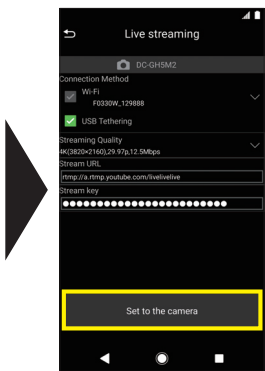 Live streaming
DC-GH5M2
Connection Method
Wi-Fi
F0330W_129888
USB Tethering
Streaming Quality
4K(3820×2160),29.97p,12.5Mbps
Stream URL
rtmp://a.rtmp.youtube.com/livelivelive
Stream key
●●●●●●●●●●●●●●●●●●●●●●●●●
Set to the camera